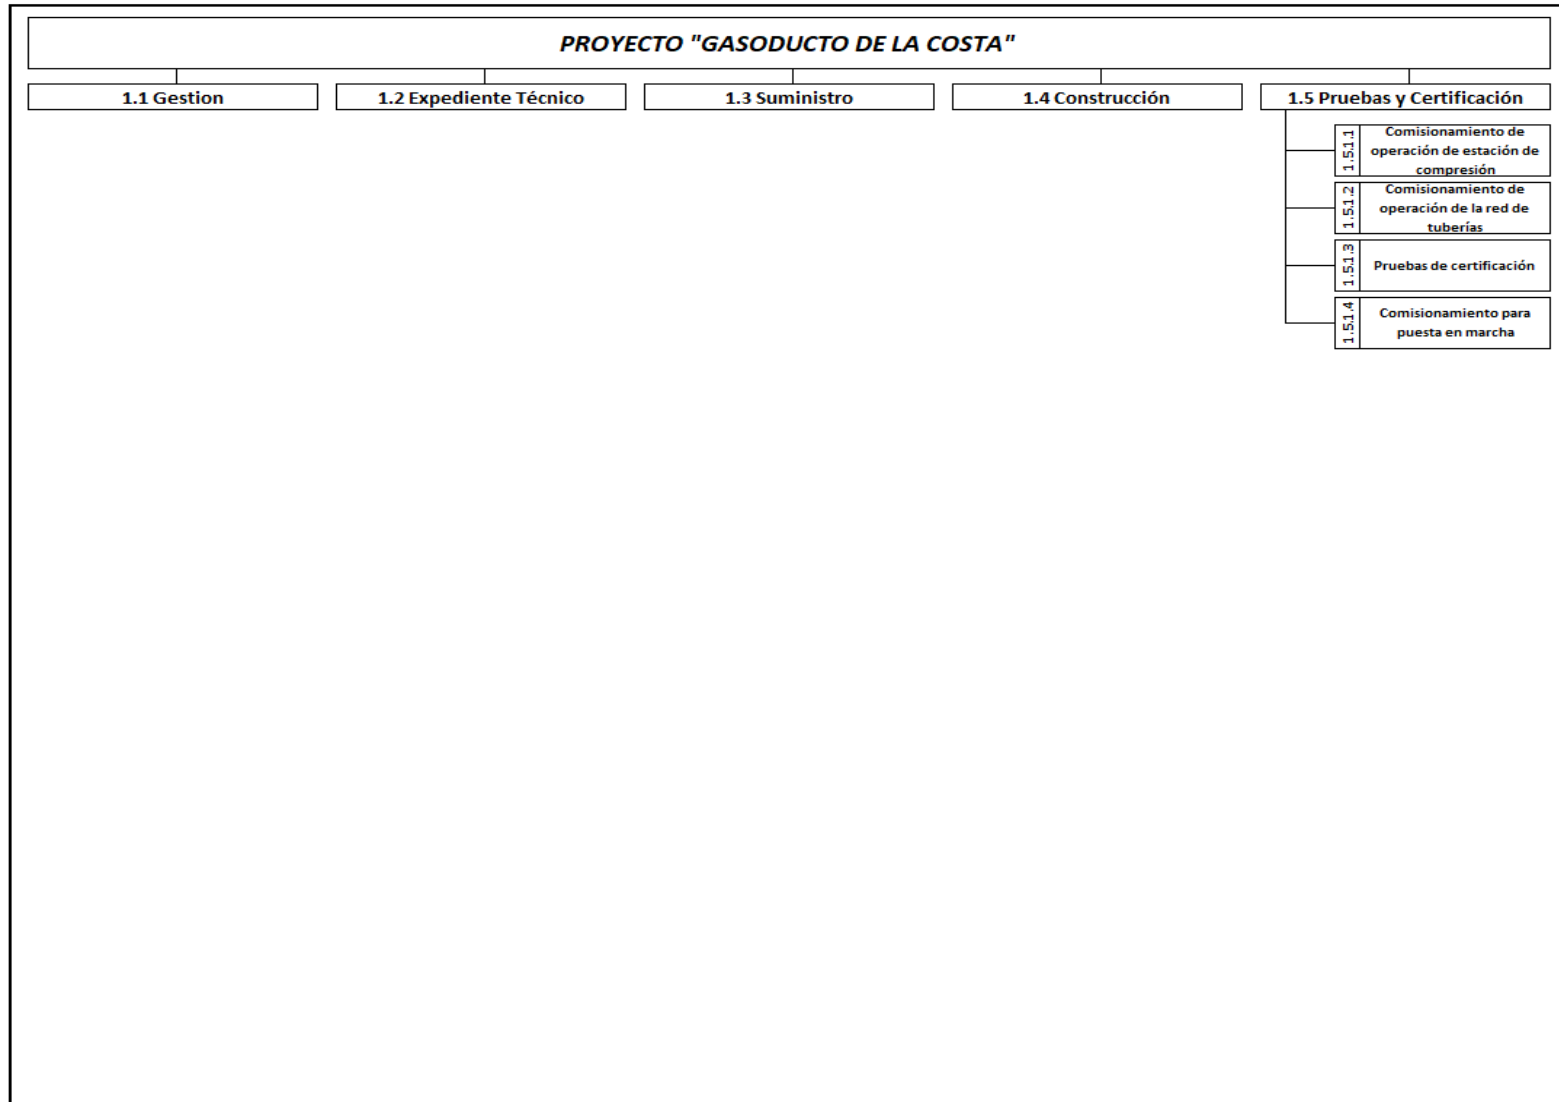 PROYECTO "GASODUCTO DE LA COSTA"
1.1 Gestion
1.2 Expediente Técnico
1.3 Suministro
1.4 Construcción
1.5 Pruebas y Certificación
1.5.1.1
Comisionamiento de
operación de estación de
compresión
1.5.1.2
Comisionamiento de
operación de la red de
tuberías
1.5.1.3
Pruebas de certificación
1.5.1.4
Comisionamiento para
puesta en marcha